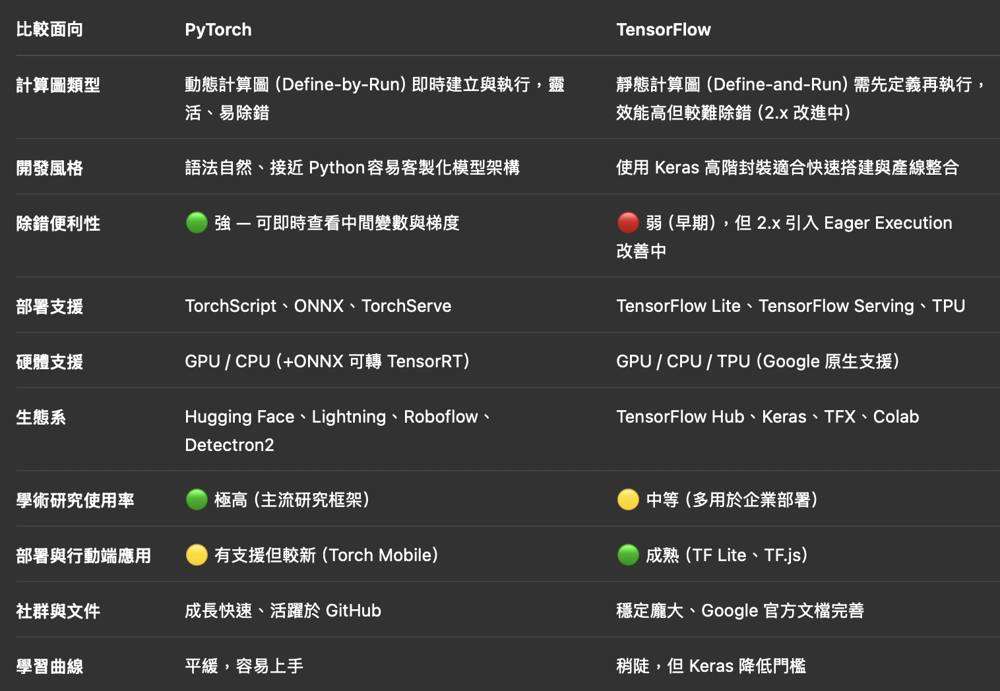 比較面向 PyTorch TensorFlow
計算圖類型 動態計算圖 (Define-by-Run) 即時建立與執行，靈 靜態計算圖 (Define-and-Run) 需先定義再執行，
活、易除錯 效能高但較難除錯 (2.x 改進中)
開發風格 語法自然、接近 Python容易客製化模型架構 使用 Keras 高階封裝適合快速搭建與產線整合
除錯便利性 🟢 強 — 可即時查看中間變數與梯度 🔴 弱 (早期)，但 2.x 引入 Eager Execution
改善中
部署支援 TorchScript、ONNX、TorchServe TensorFlow Lite、TensorFlow Serving、TPU
硬體支援 GPU / CPU (+ONNX 可轉 TensorRT) GPU / CPU / TPU (Google 原生支援)
生態系 Hugging Face、Lightning、Roboflow、 TensorFlow Hub、Keras、TFX、Colab
Detectron2
學術研究使用率 🟢 極高 (主流研究框架) 🟡 中等 (多用於企業部署)
部署與行動端應用 🟡 有支援但較新 (Torch Mobile) 🟢 成熟 (TF Lite、TF.js)
社群與文件 成長快速、活躍於 GitHub 穩定龐大、Google 官方文檔完善
學習曲線 平緩，容易上手 稍陡，但 Keras 降低門檻